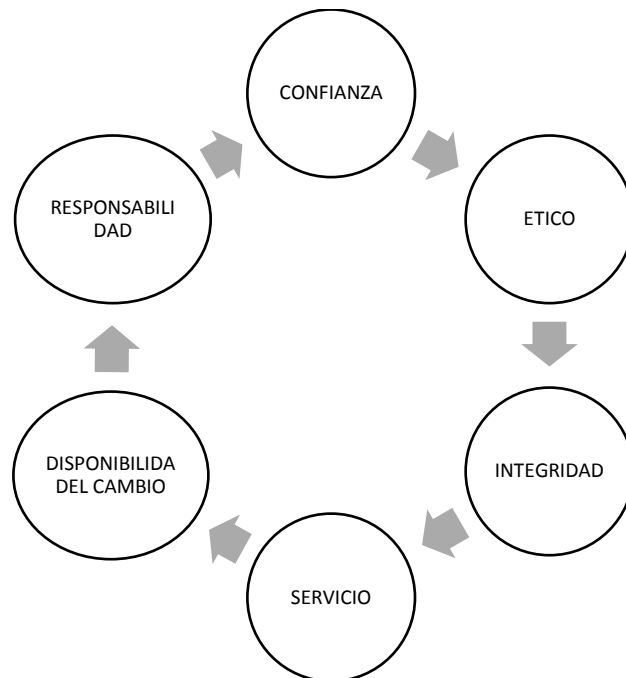 CONFIANZA
ETICO
INTEGRIDAD
SERVICIO
DISPONIBILIDA
DEL CAMBIO
RESPONSABILI
DAD